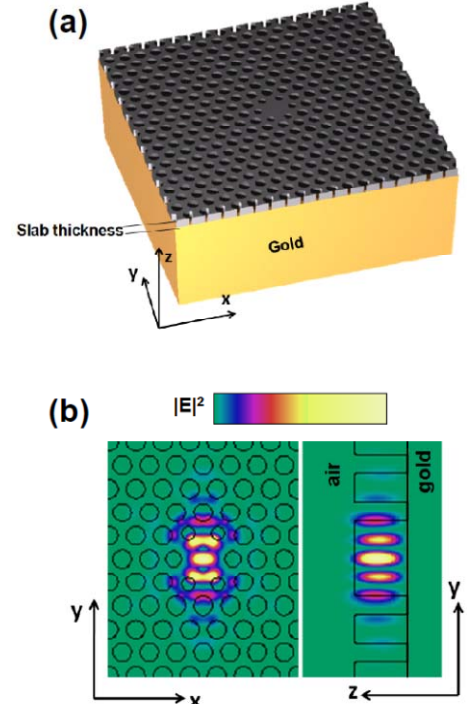 (a)
Slab thickness
Gold
z
y
x
(b)
|E|²
air
gold
y
x
y
z